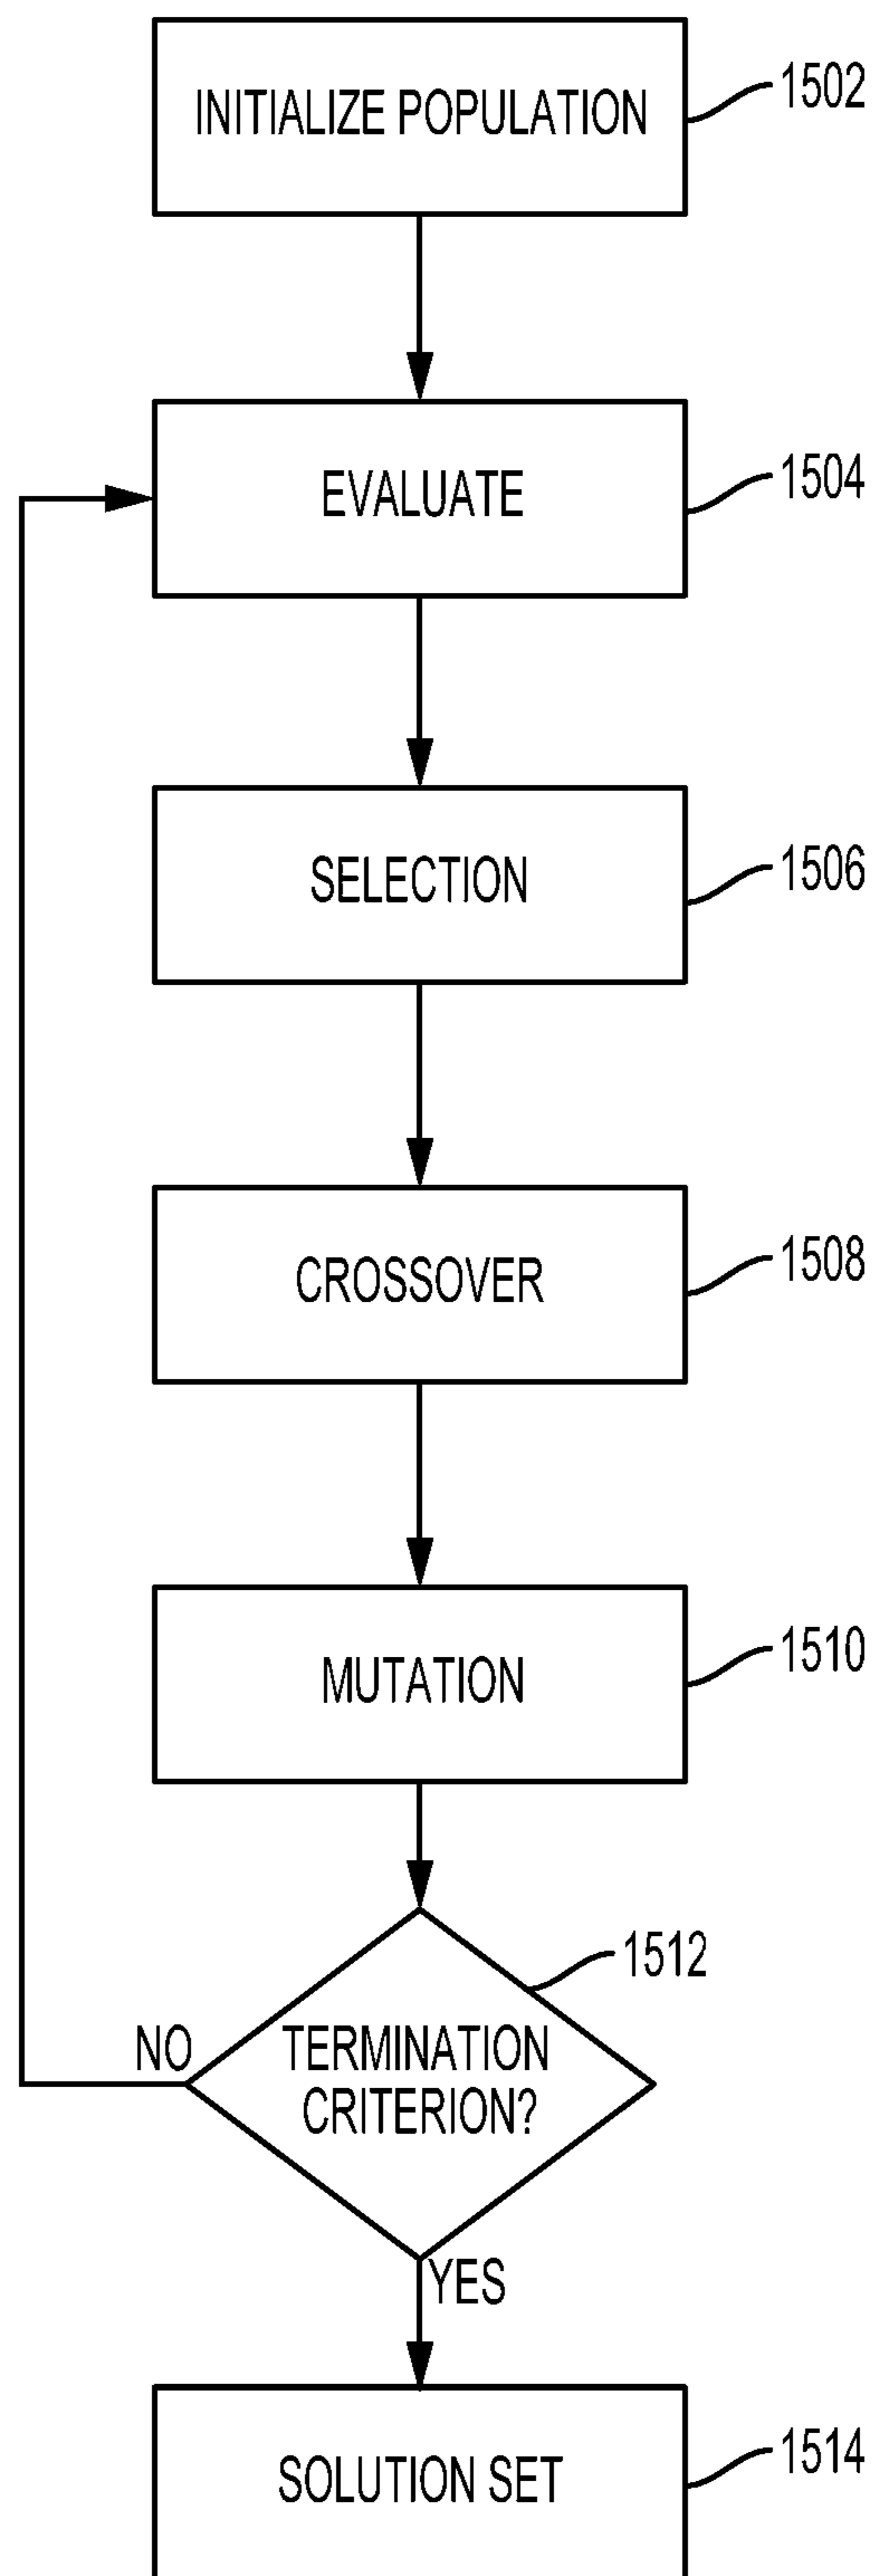 INITIALIZE POPULATION
1502
EVALUATE
1504
SELECTION
1506
CROSSOVER
1508
MUTATION
1510
1512
NO
TERMINATION
CRITERION?
YES
SOLUTION SET
1514